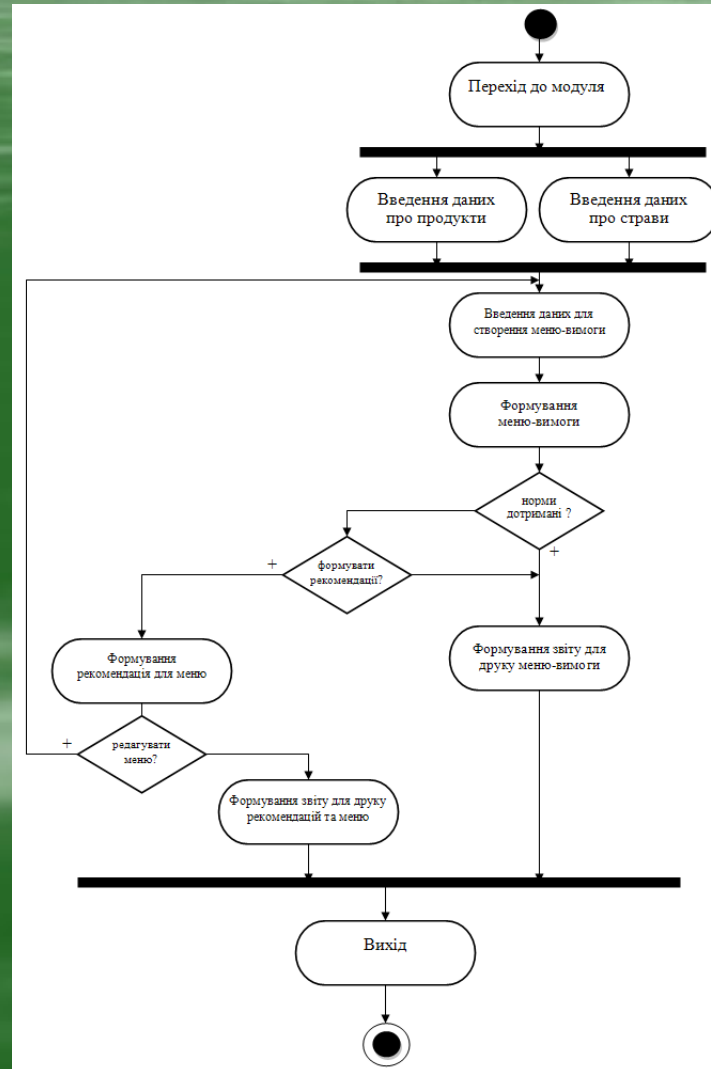 Перехід до модуля
Введення даних
про продукти
Введення даних
про страви
Введення даних для
створення меню-вимоги
Формування
меню-вимоги
норми
дотримані ?
+
формувати
рекомендації?
+
Формування
рекомендація для меню
Формування звіту для
друку меню-вимоги
редагувати
меню?
+
Формування звіту для друку
рекомендацій та меню
Вихід